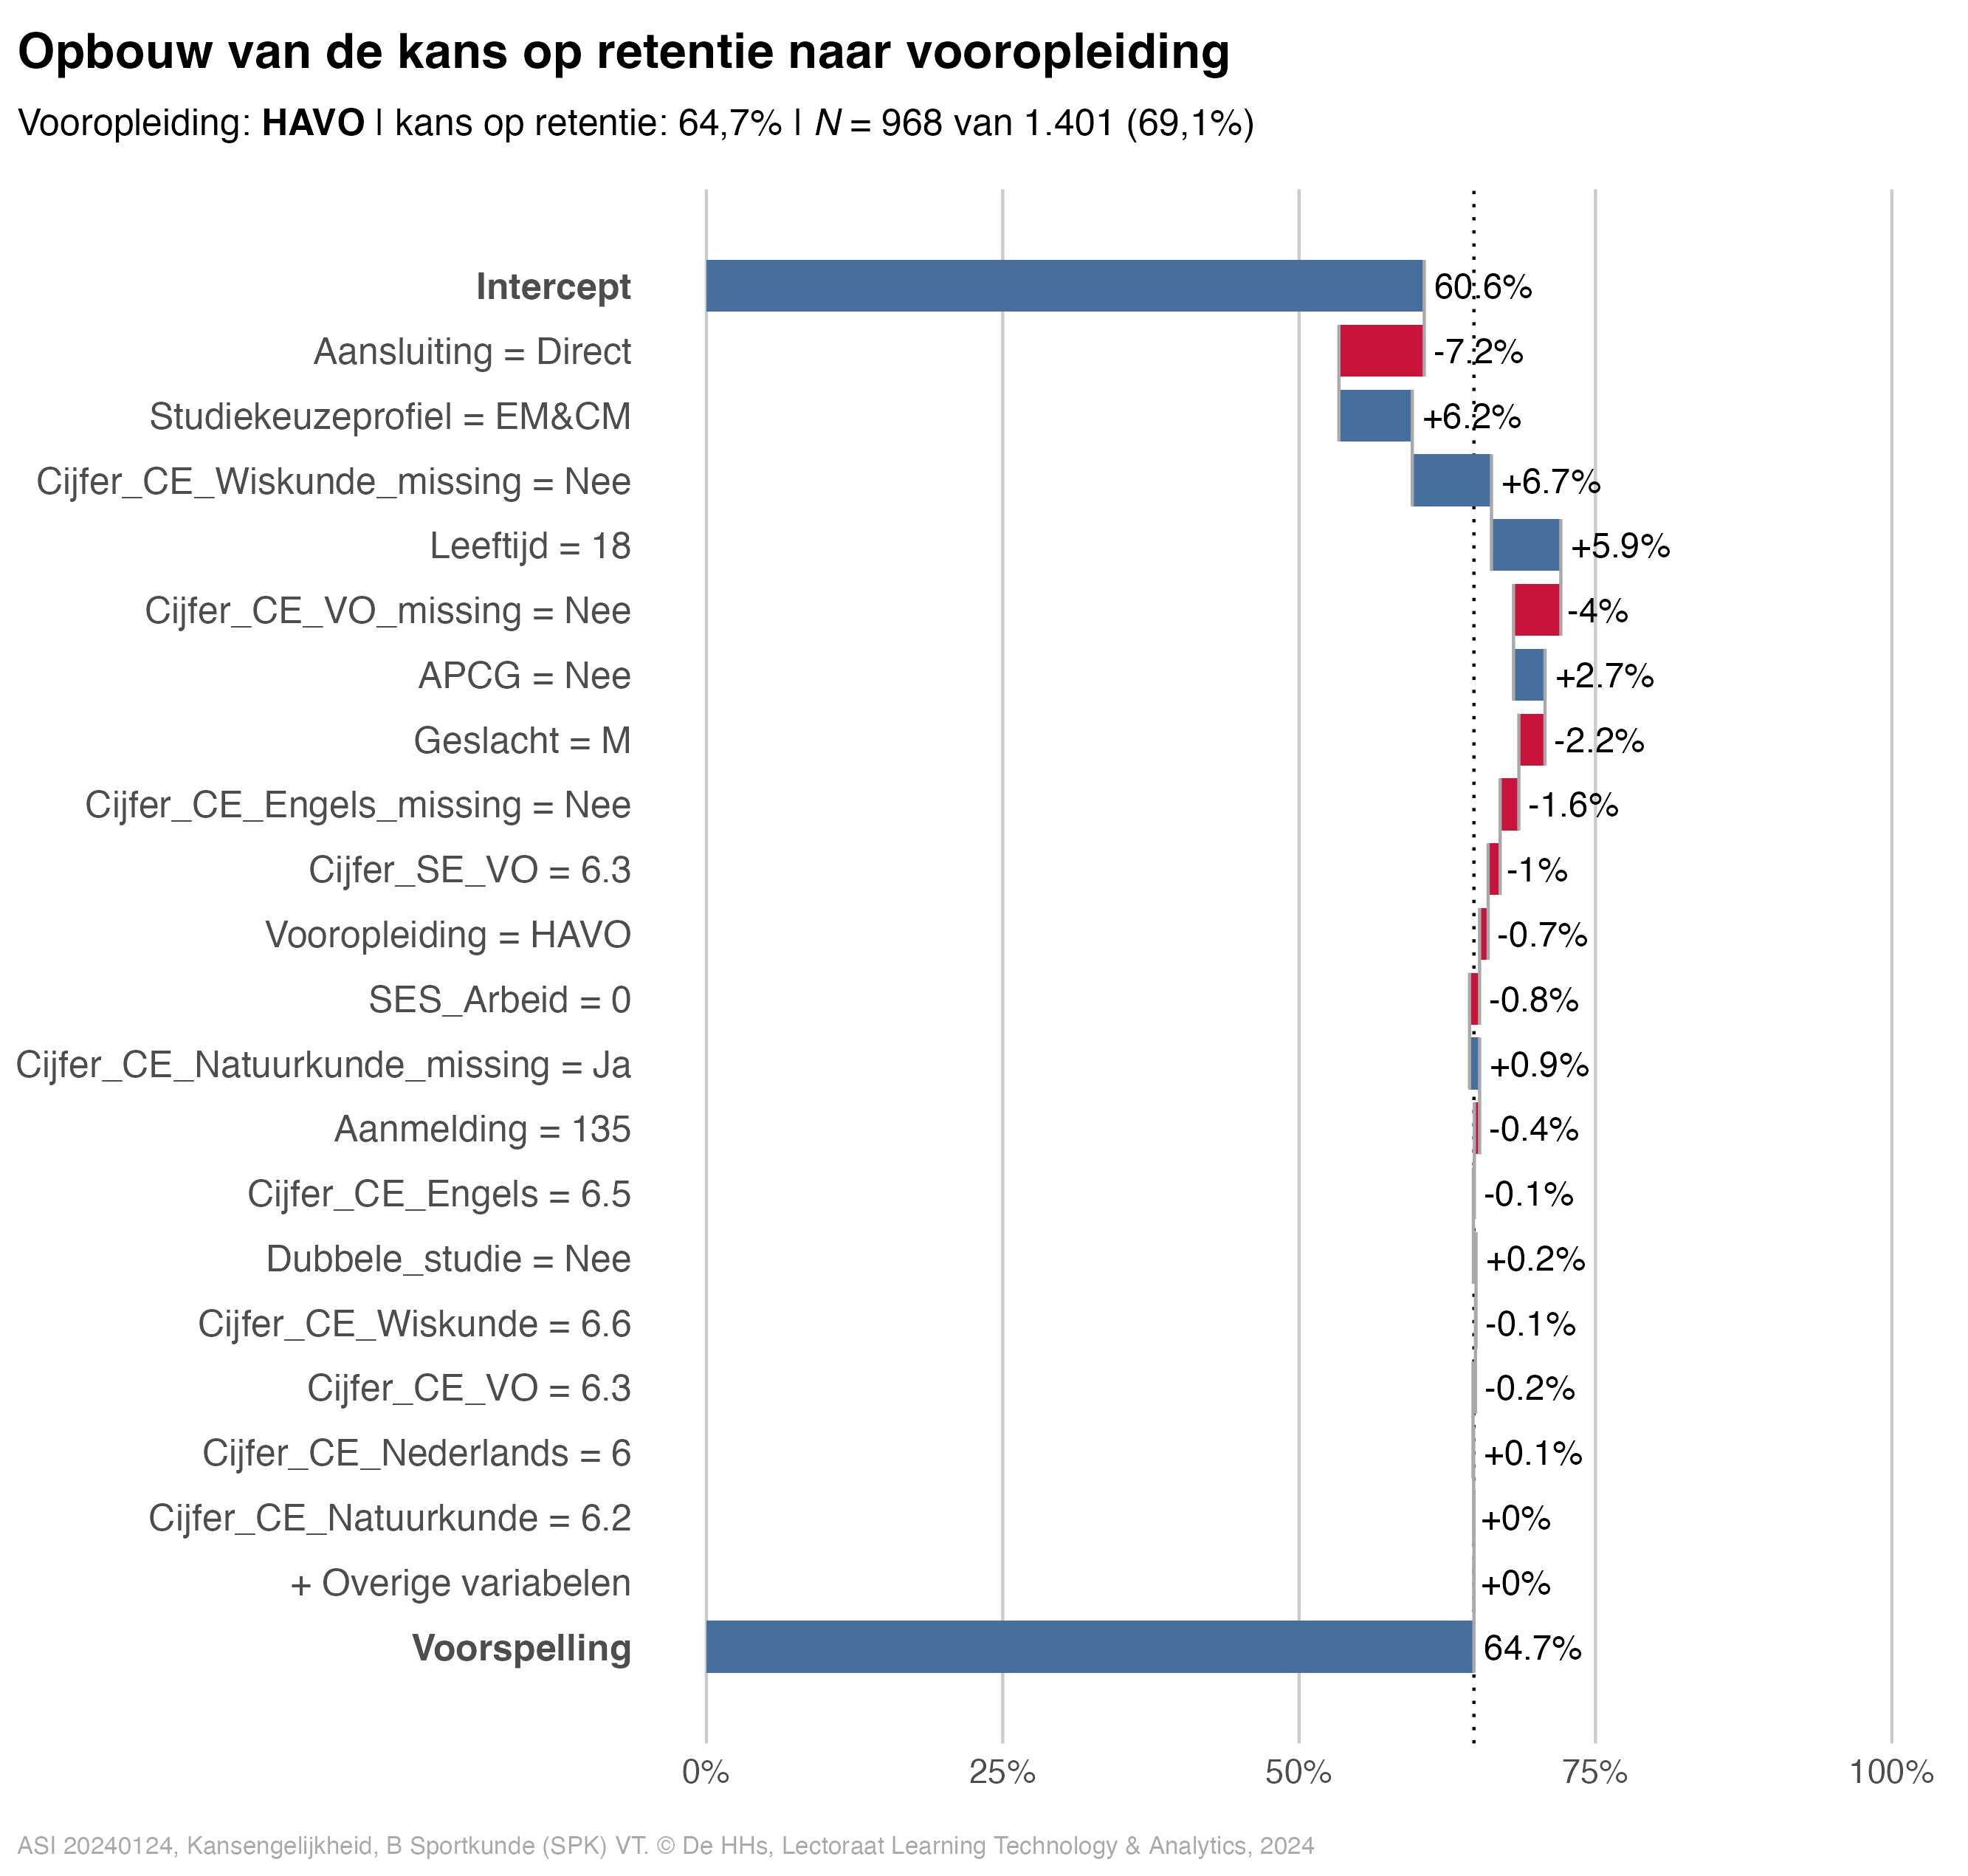 Opbouw van de kans op retentie naar vooropleiding
Vooropleiding: HAVO | kans op retentie: 64,7% | N = 968 van 1.401 (69,1%)
Intercept 60.6%
Aansluiting = Direct -7.2%
Studiekeuzeprofiel = EM&CM +6.2%
Cijfer_CE_Wiskunde_missing = Nee +6.7%
Leeftijd = 18 +5.9%
Cijfer_CE_VO_missing = Nee -4%
APCG = Nee +2.7%
Geslacht = M -2.2%
Cijfer_CE_Engels_missing = Nee -1.6%
Cijfer_SE_VO = 6.3 -1%
Vooropleiding = HAVO -0.7%
SES_Arbeid = 0 -0.8%
Cijfer_CE_Natuurkunde_missing = Ja +0.9%
Aanmelding = 135 -0.4%
Cijfer_CE_Engels = 6.5 -0.1%
Dubbele_studie = Nee +0.2%
Cijfer_CE_Wiskunde = 6.6 -0.1%
Cijfer_CE_VO = 6.3 -0.2%
Cijfer_CE_Nederlands = 6 +0.1%
Cijfer_CE_Natuurkunde = 6.2 +0%
+ Overige variabelen +0%
Voorspelling 64.7%
0% 25% 50% 75% 100%
ASI 20240124, Kansengelijkheid, B Sportkunde (SPK) VT. © De HHs, Lectoraat Learning Technology & Analytics, 2024